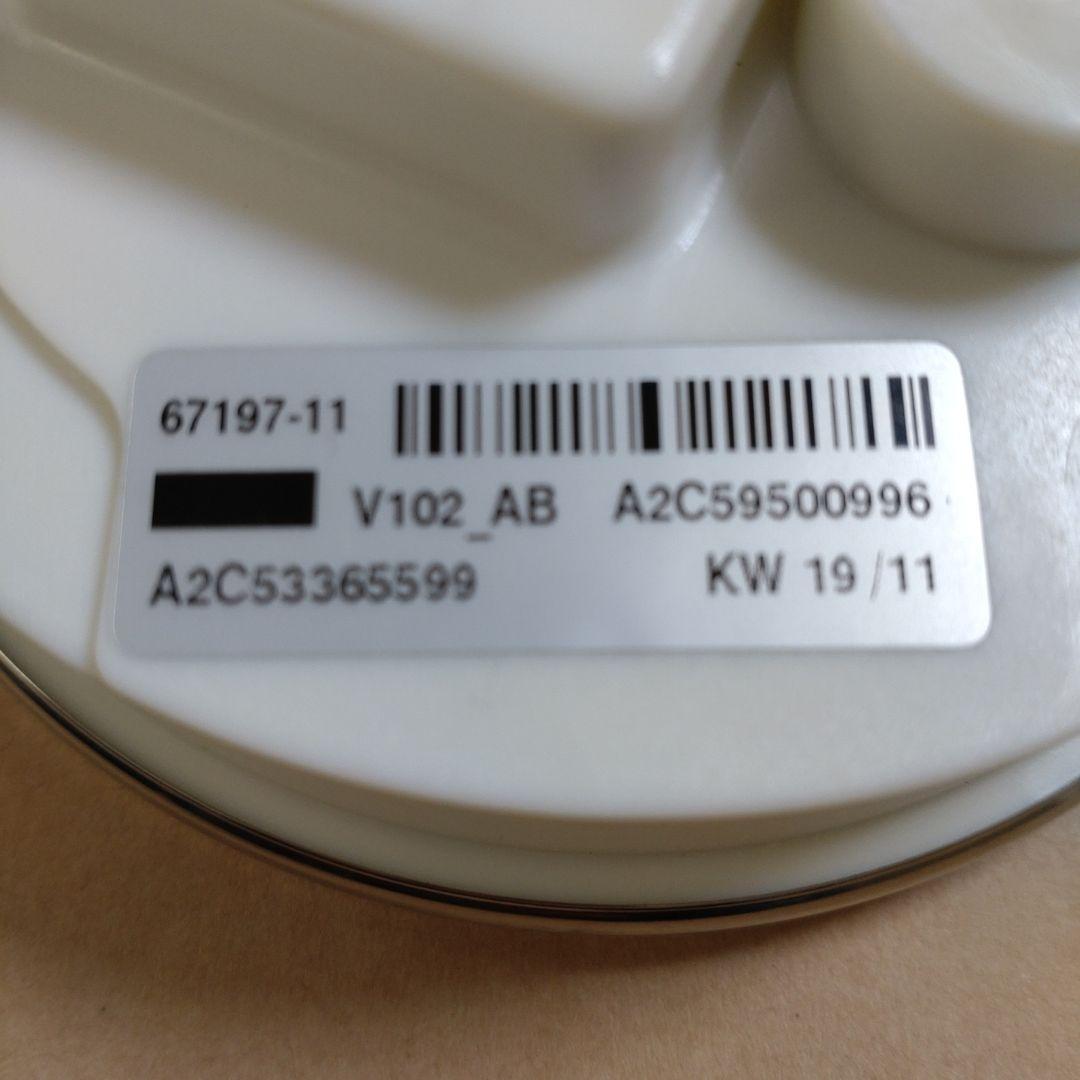 67197-11
V102_AB A2C59500996
A2C53365599 KW 19 /11